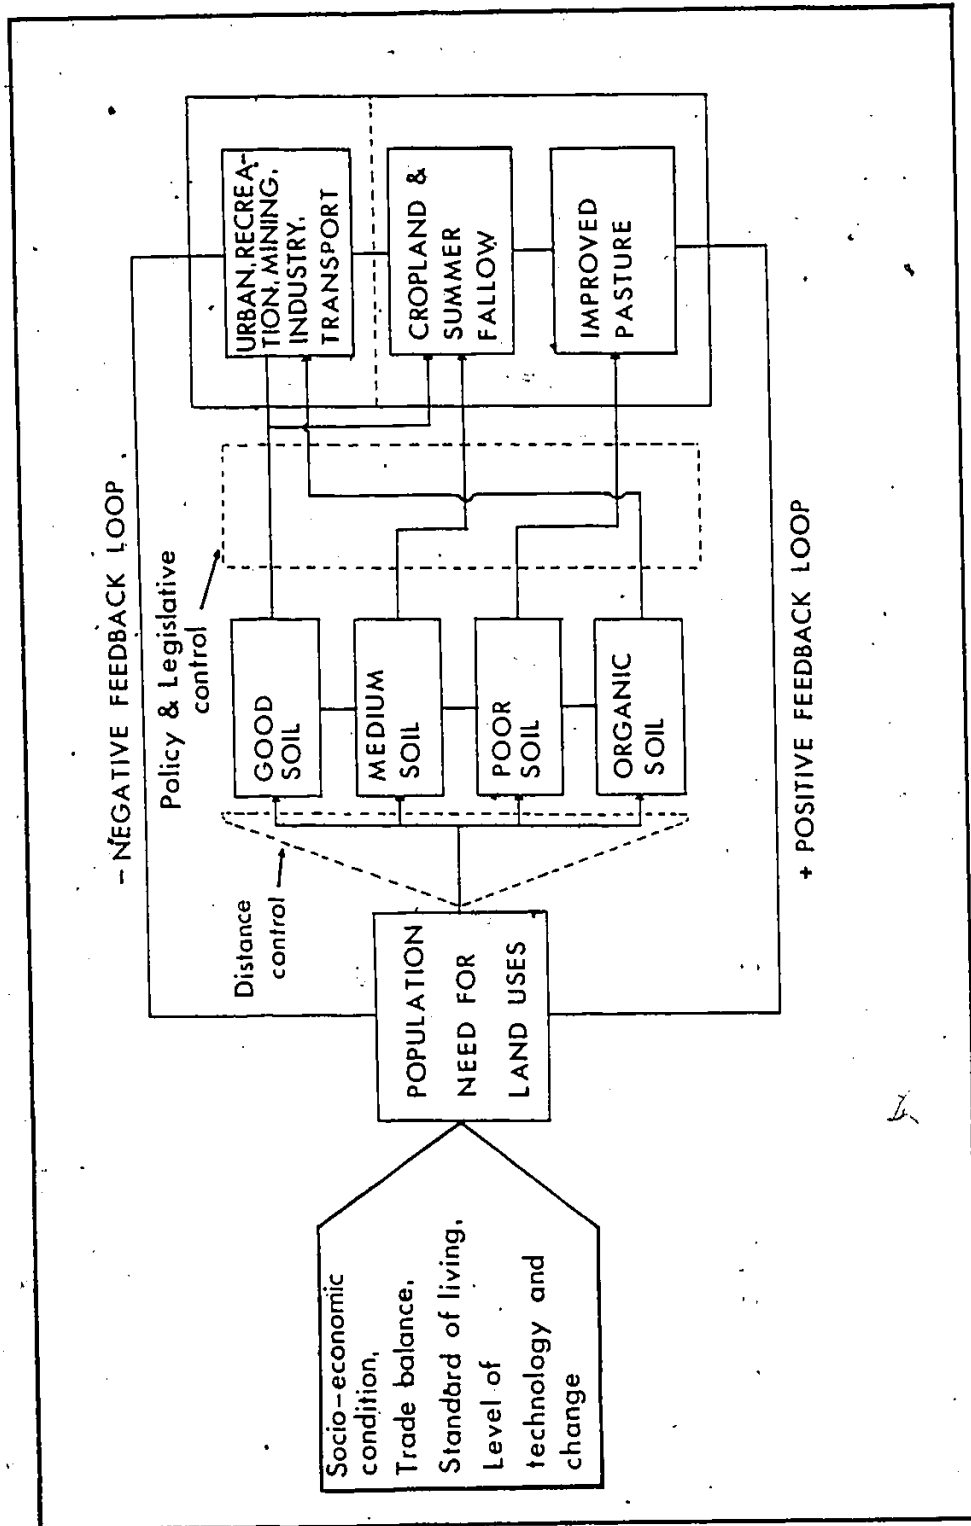 – NEGATIVE FEEDBACK LOOP
Policy & Legislative
control
Distance
control
Socio-economic
condition,
Trade balance,
Standard of living,
Level of
technology and
change
POPULATION
NEED FOR
LAND USES
GOOD
SOIL
MEDIUM
SOIL
POOR
SOIL
ORGANIC
SOIL
URBAN, RECREA-
TION, MINING,
INDUSTRY,
TRANSPORT
CROPLAND &
SUMMER
FALLOW
IMPROVED
PASTURE
+ POSITIVE FEEDBACK LOOP